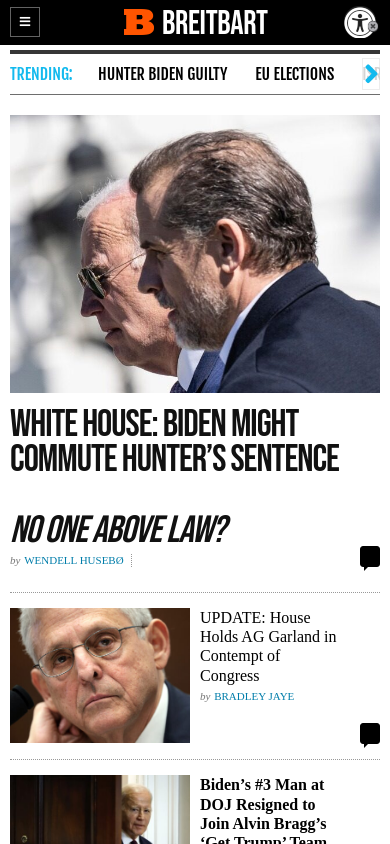 BREITBART
TRENDING: HUNTER BIDEN GUILTY EU ELECTIONS
WHITE HOUSE: BIDEN MIGHT
COMMUTE HUNTER’S SENTENCE
NO ONE ABOVE LAW?
by WENDELL HUSEBØ
UPDATE: House
Holds AG Garland in
Contempt of
Congress
by BRADLEY JAYE
Biden’s #3 Man at
DOJ Resigned to
Join Alvin Bragg’s
‘Get Trump’ Team